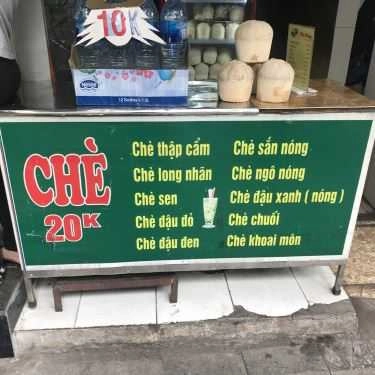 10K
Nestlé
CHÈ
20K
Chè thập cẩm
Chè long nhãn
Chè sen
Chè đậu đỏ
Chè đậu đen
Chè sắn nóng
Chè ngô nóng
Chè đậu xanh ( nóng )
Chè chuối
Chè khoai môn